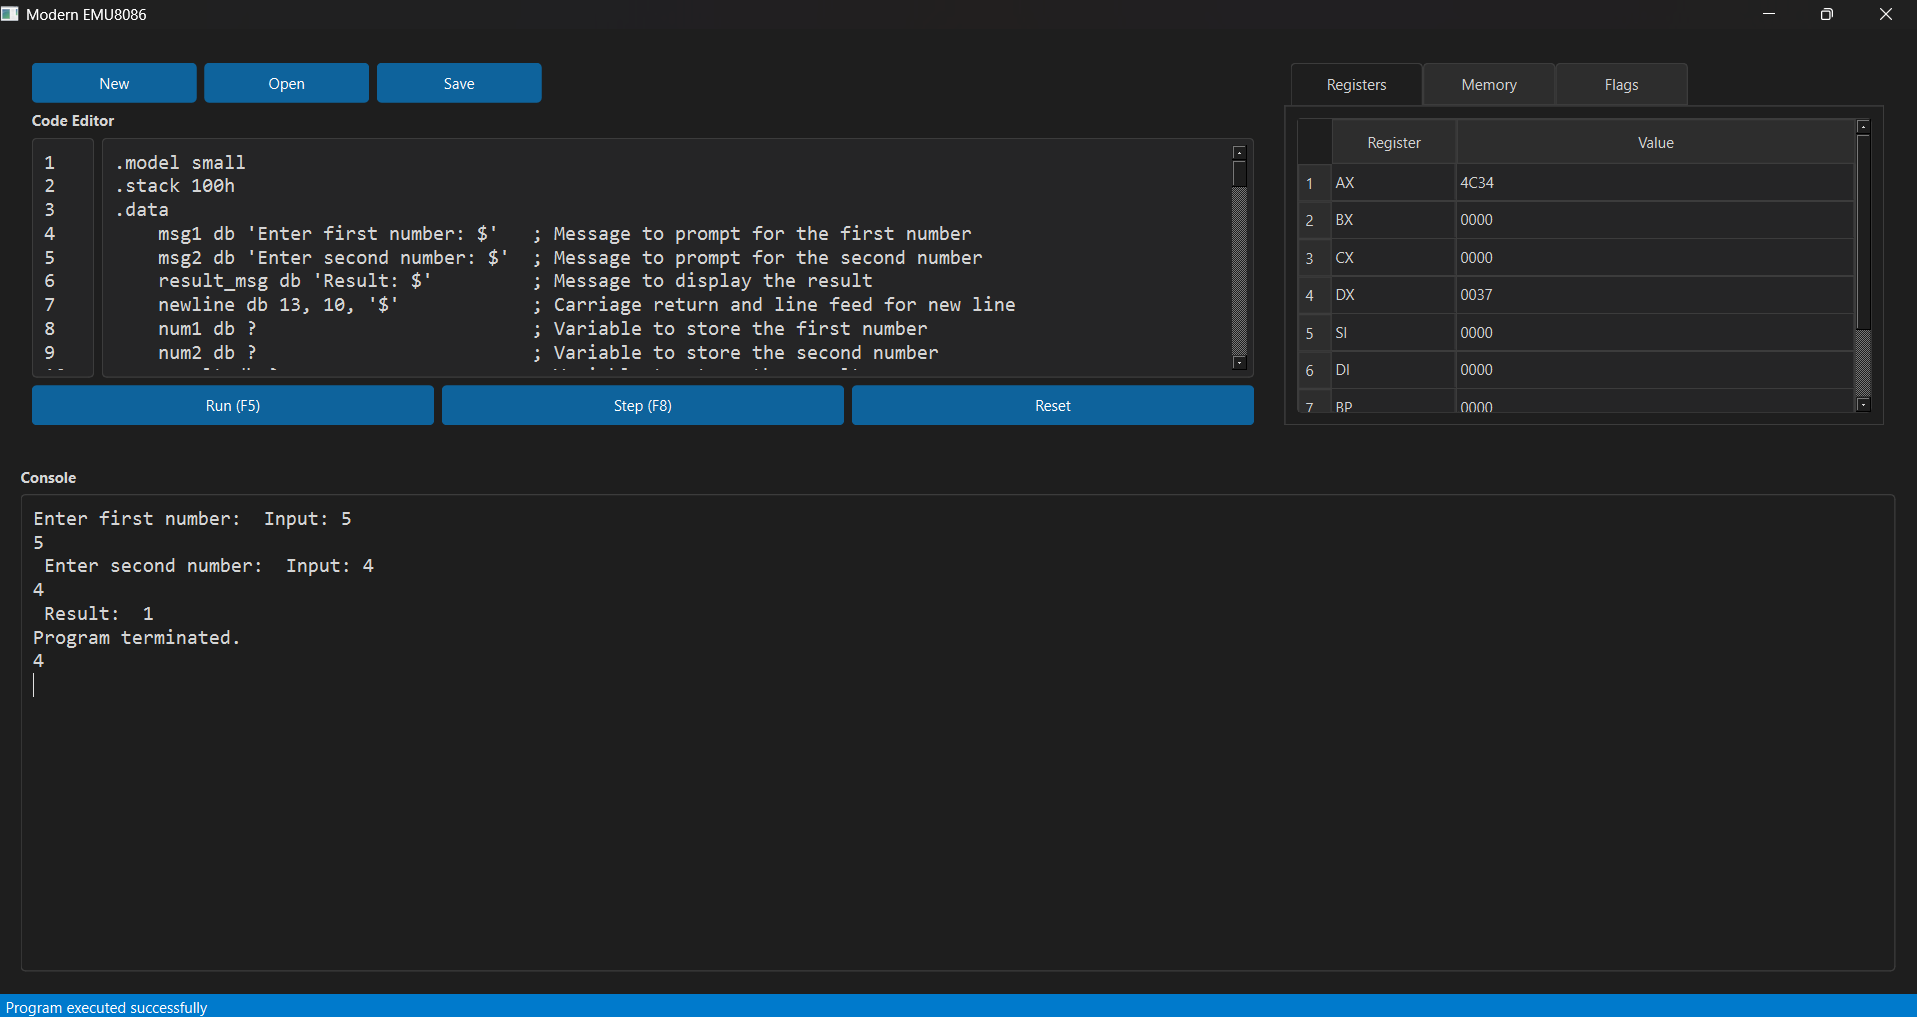 Modern EMU8086
New Open Save
Code Editor
1 .model small
2 .stack 100h
3 .data
4 msg1 db 'Enter first number: $' ; Message to prompt for the first number
5 msg2 db 'Enter second number: $' ; Message to prompt for the second number
6 result_msg db 'Result: $' ; Message to display the result
7 newline db 13, 10, '$' ; Carriage return and line feed for new line
8 num1 db ? ; Variable to store the first number
9 num2 db ? ; Variable to store the second number
Run (F5) Step (F8) Reset
Registers Memory Flags
Register Value
1 AX 4C34
2 BX 0000
3 CX 0000
4 DX 0037
5 SI 0000
6 DI 0000
7 BP 0000
Console
Enter first number: Input: 5
5
Enter second number: Input: 4
4
Result: 1
Program terminated.
4
Program executed successfully